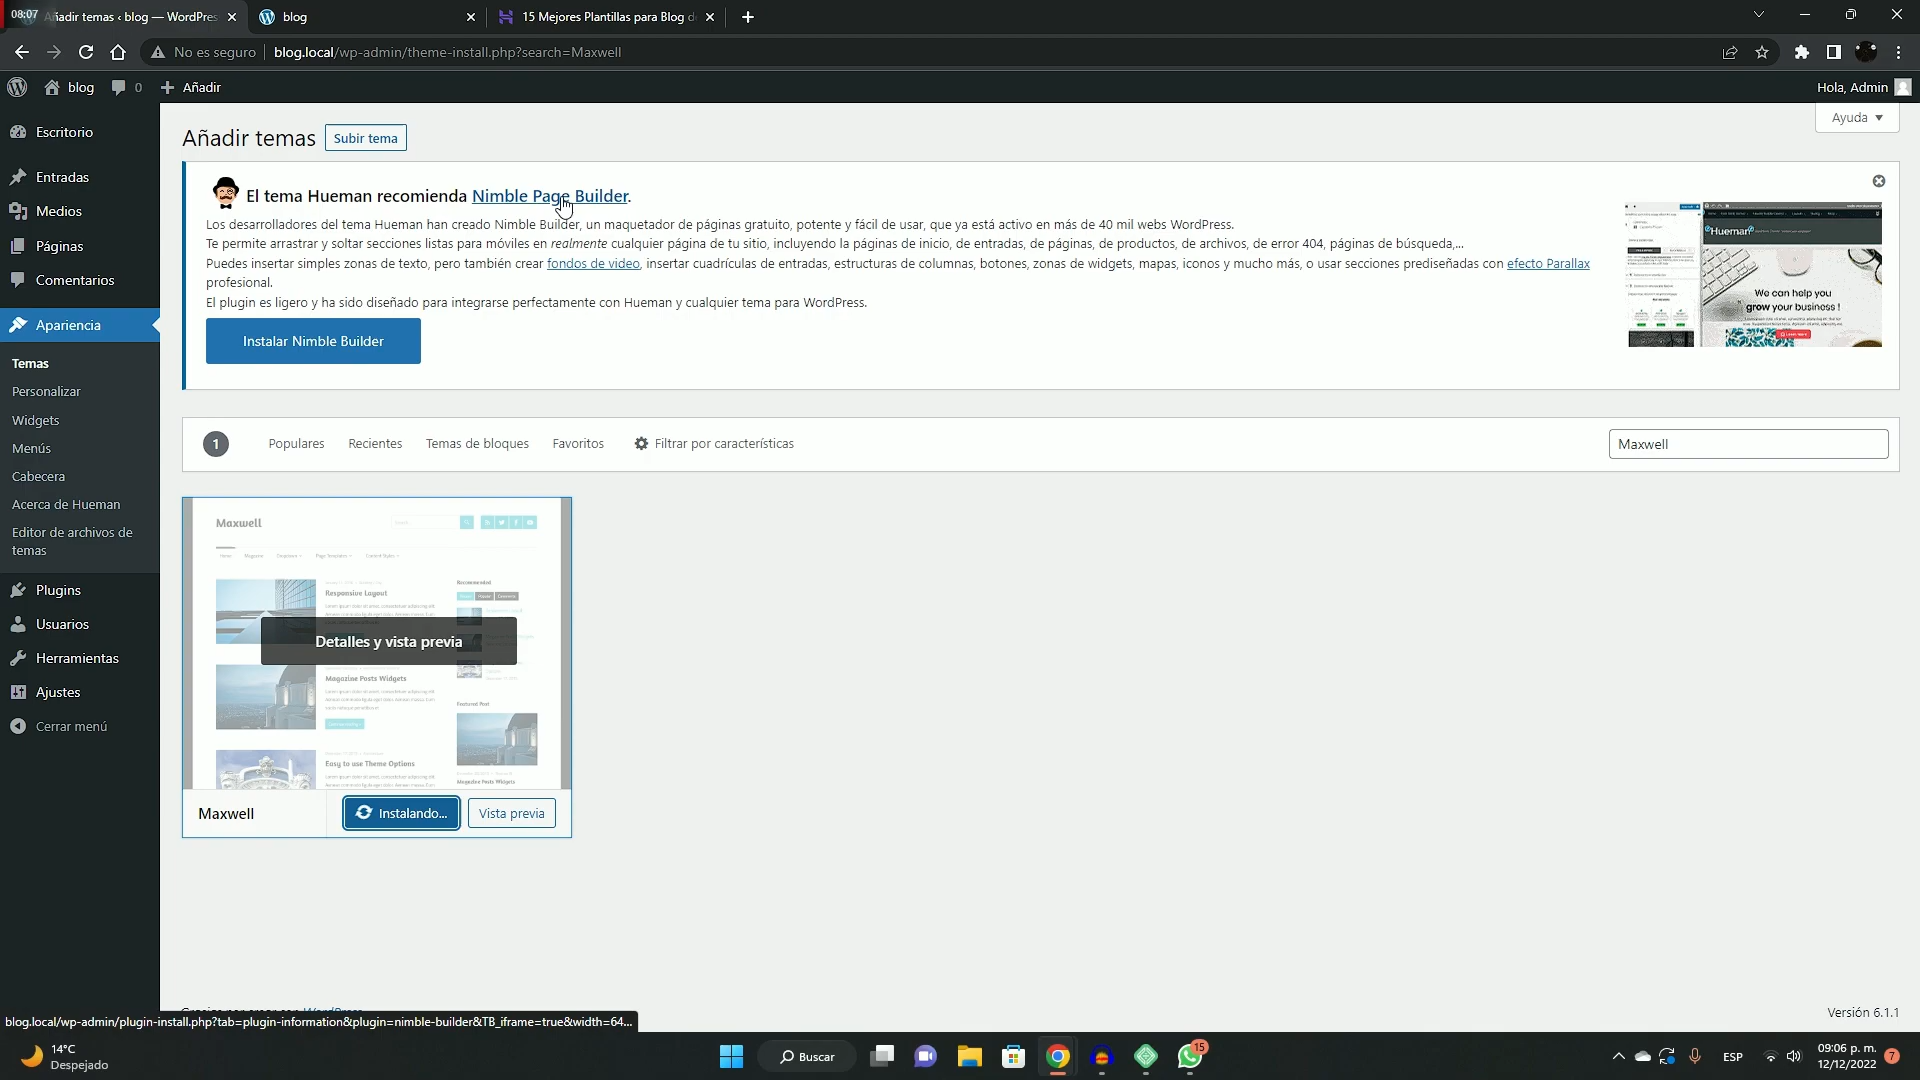 08:07
Añadir temas ‹ blog — WordPres
blog
15 Mejores Plantillas para Blog d
No es seguro
blog.local/wp-admin/theme-install.php?search=Maxwell
blog
0
Añadir
Hola, Admin
Escritorio
Entradas
Medios
Páginas
Comentarios
Apariencia
Temas
Personalizar
Widgets
Menús
Cabecera
Acerca de Hueman
Editor de archivos de
temas
Plugins
Usuarios
Herramientas
Ajustes
Cerrar menú
Ayuda
Añadir temas
Subir tema
El tema Hueman recomienda Nimble Page Builder.
Los desarrolladores del tema Hueman han creado Nimble Builder, un maquetador de páginas gratuito, potente y fácil de usar, que ya está activo en más de 40 mil webs WordPress.
Te permite arrastrar y soltar secciones listas para móviles en realmente cualquier página de tu sitio, incluyendo la páginas de inicio, de entradas, de páginas, de productos, de archivos, de error 404, páginas de búsqueda,...
Puedes insertar simples zonas de texto, pero también crear fondos de video, insertar cuadrículas de entradas, estructuras de columnas, botones, zonas de widgets, mapas, iconos y mucho más, o usar secciones prediseñadas con efecto Parallax
profesional.
El plugin es ligero y ha sido diseñado para integrarse perfectamente con Hueman y cualquier tema para WordPress.
Instalar Nimble Builder
Hueman
We can help you
grow your business !
1
Populares
Recientes
Temas de bloques
Favoritos
Filtrar por características
Maxwell
Maxwell
Recommended
Responsive Layout
Detalles y vista previa
Magazine Posts Widgets
Featured Post
Easy to use Theme Options
Magazine Posts Widgets
Maxwell
Instalando...
Vista previa
Versión 6.1.1
blog.local/wp-admin/plugin-install.php?tab=plugin-information&plugin=nimble-builder&TB_iframe=true&width=64...
14°C
Despejado
Buscar
15
ESP
09:06 p. m.
12/12/2022
7